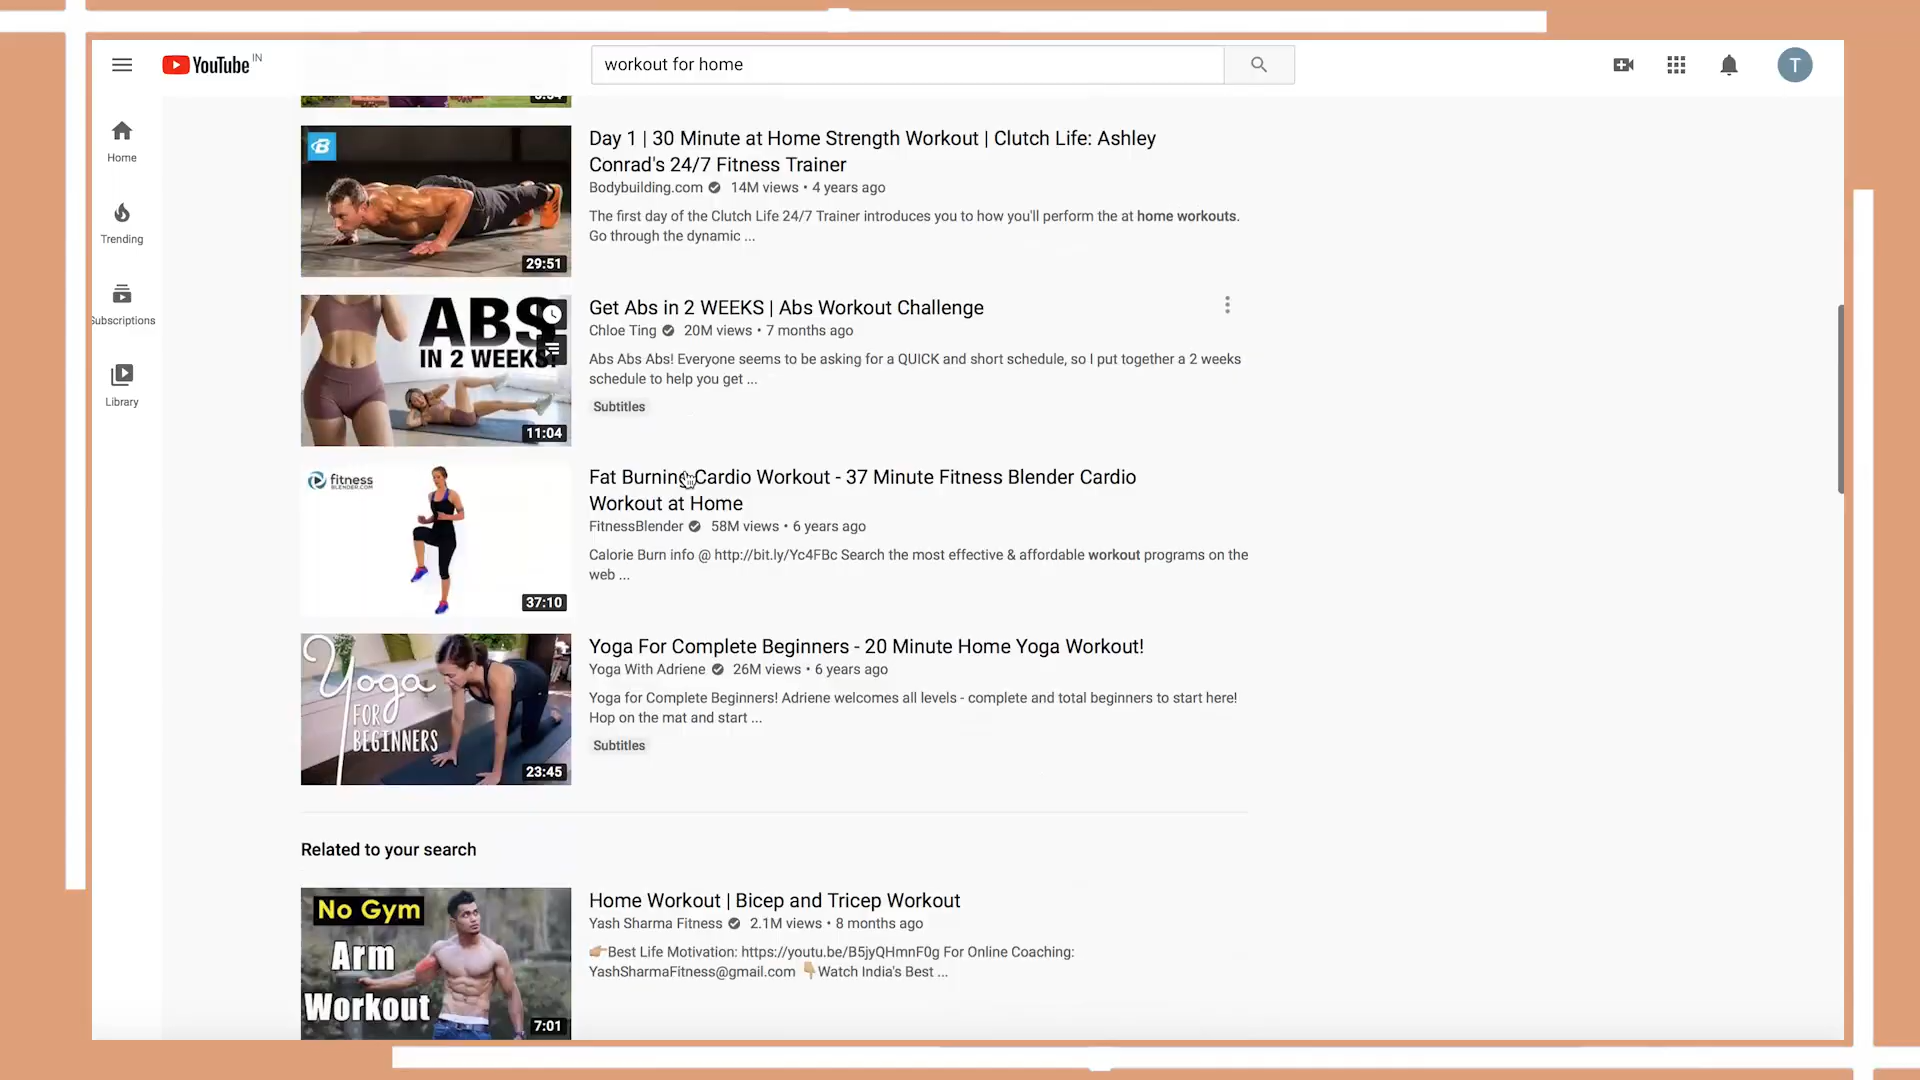 YouTube IN
workout for home
Home
Trending
Subscriptions
Library
Day 1 | 30 Minute at Home Strength Workout | Clutch Life: Ashley
Conrad's 24/7 Fitness Trainer
Bodybuilding.com 14M views • 4 years ago
The first day of the Clutch Life 24/7 Trainer introduces you to how you'll perform the at home workouts.
Go through the dynamic ...
B
29:51
ABS
IN 2 WEEKS!
11:04
Get Abs in 2 WEEKS | Abs Workout Challenge
Chloe Ting 20M views • 7 months ago
Abs Abs Abs! Everyone seems to be asking for a QUICK and short schedule, so I put together a 2 weeks
schedule to help you get ...
Subtitles
fitness
BLENDER.COM
37:10
Fat Burning Cardio Workout - 37 Minute Fitness Blender Cardio
Workout at Home
FitnessBlender 58M views • 6 years ago
Calorie Burn info @ http://bit.ly/Yc4FBc Search the most effective & affordable workout programs on the
web ...
Yoga
FOR
BEGINNERS
23:45
Yoga For Complete Beginners - 20 Minute Home Yoga Workout!
Yoga With Adriene 26M views • 6 years ago
Yoga for Complete Beginners! Adriene welcomes all levels - complete and total beginners to start here!
Hop on the mat and start ...
Subtitles
Related to your search
No Gym
Arm
Workout
7:01
Home Workout | Bicep and Tricep Workout
Yash Sharma Fitness 2.1M views • 8 months ago
👉🏼Best Life Motivation: https://youtu.be/B5jyQHmnF0g For Online Coaching:
YashSharmaFitness@gmail.com 👇🏼Watch India's Best ...
T